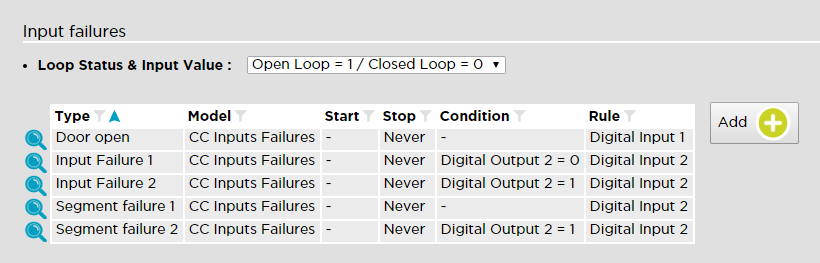 Input failures
• Loop Status & Input Value : Open Loop = 1 / Closed Loop = 0
Type Model Start Stop Condition Rule
Door open CC Inputs Failures - Never - Digital Input 1
Input Failure 1 CC Inputs Failures - Never Digital Output 2 = 0 Digital Input 2
Input Failure 2 CC Inputs Failures - Never Digital Output 2 = 1 Digital Input 2
Segment failure 1 CC Inputs Failures - Never - Digital Input 2
Segment failure 2 CC Inputs Failures - Never Digital Output 2 = 1 Digital Input 2
Add